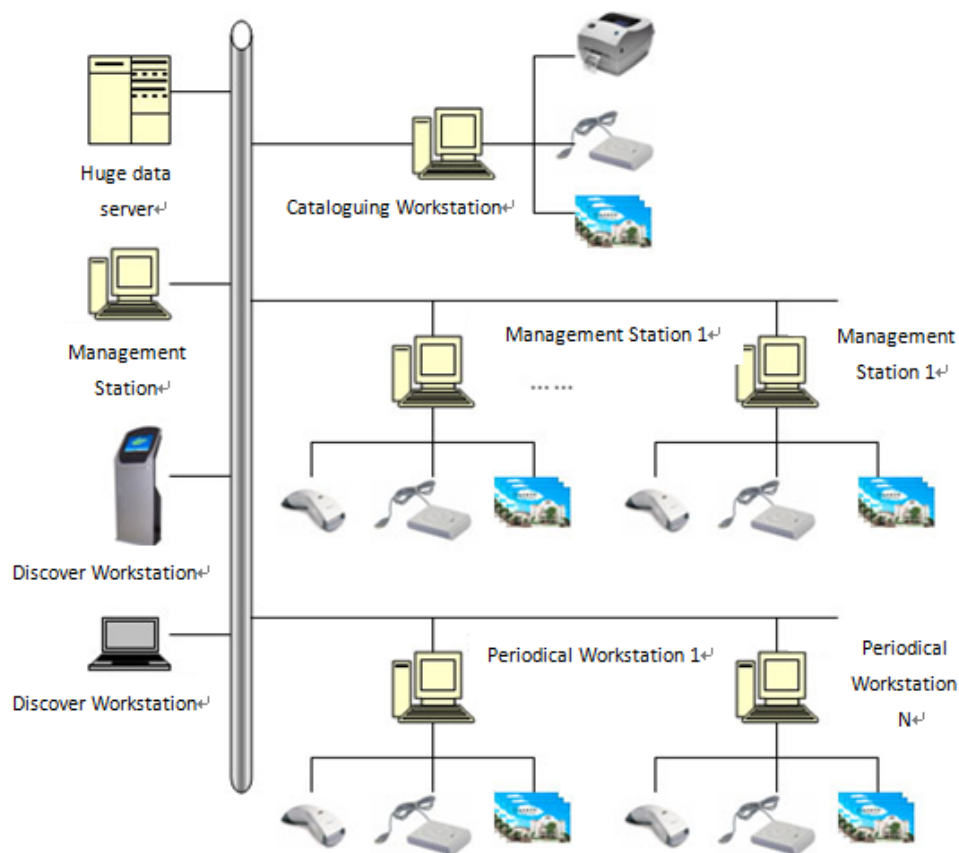 Huge data
server↵
Cataloguing Workstation↵
Management
Station↵
Management Station 1↵
Management
Station 1↵
... ...
Discover Workstation↵
Discover Workstation↵
Periodical Workstation 1↵
Periodical
Workstation
N↵